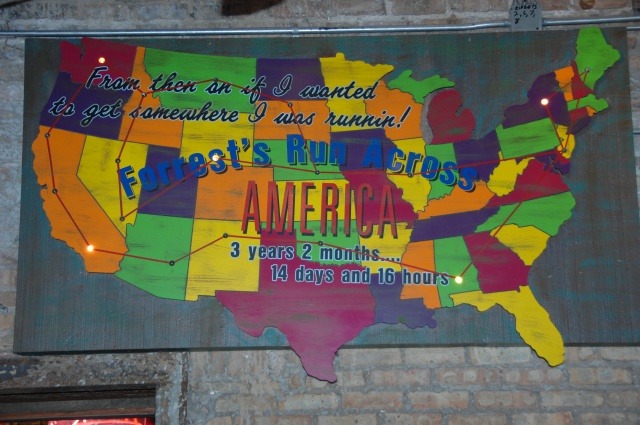 From then on if I wanted
to get somewhere I was runnin!
Forrest's Run Across
AMERICA
3 years 2 months....
14 days and 16 hours